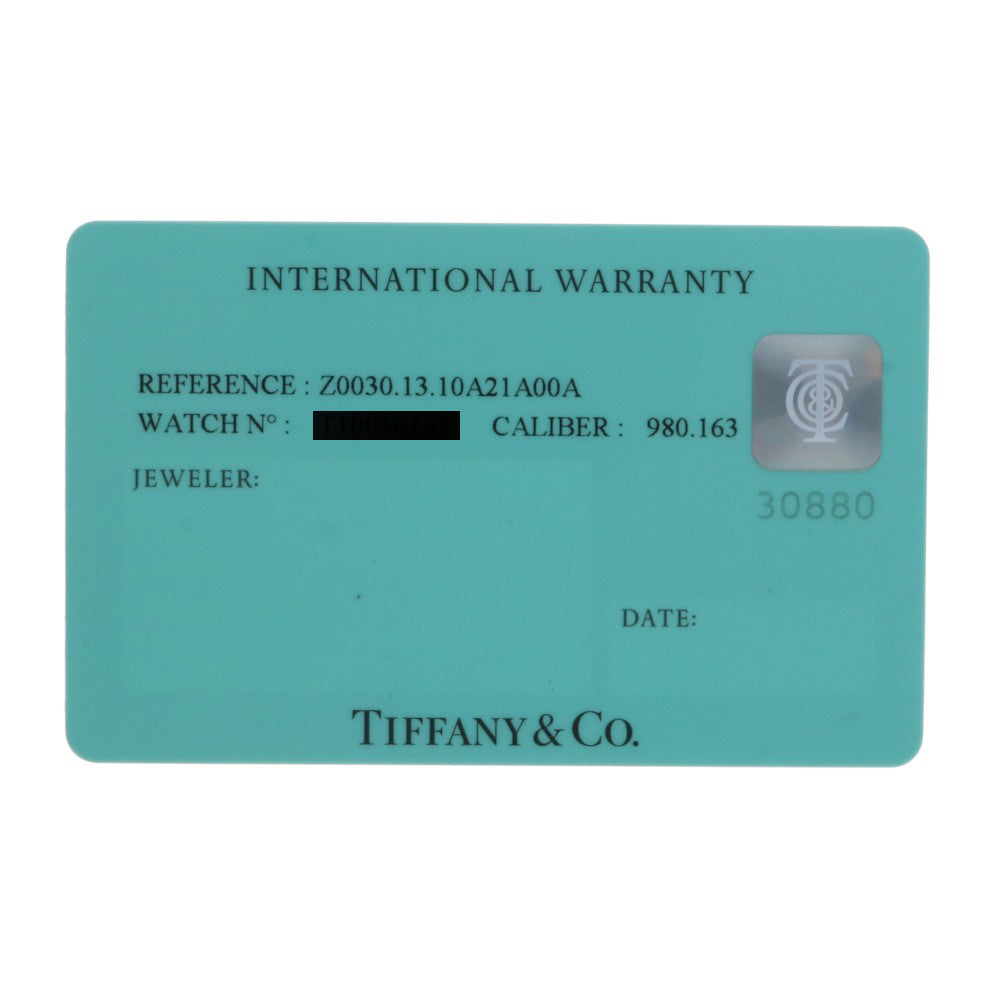 INTERNATIONAL WARRANTY
REFERENCE : Z0030.13.10A21A00A
WATCH N° :
CALIBER : 980.163
30880
JEWELER:
DATE:
TIFFANY & CO.